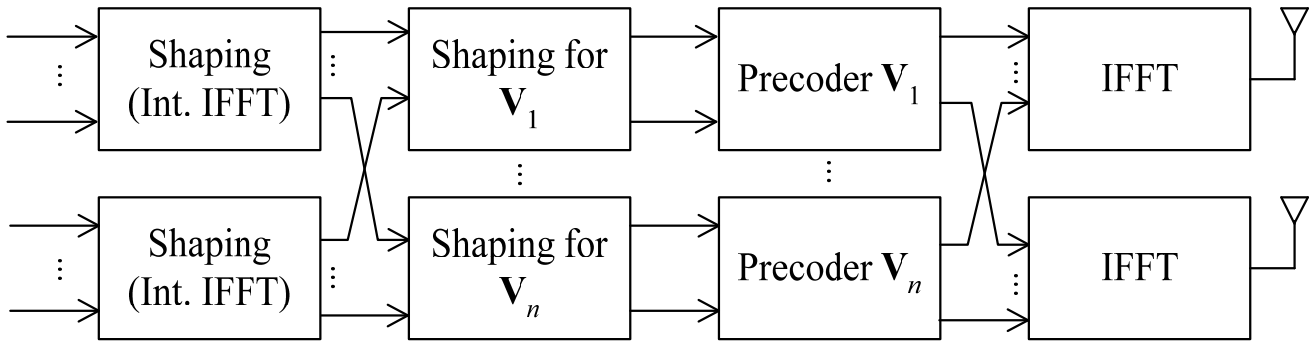 Shaping
(Int. IFFT)
Shaping for
V1
Precoder V1
IFFT
Shaping
(Int. IFFT)
Shaping for
Vn
Precoder Vn
IFFT